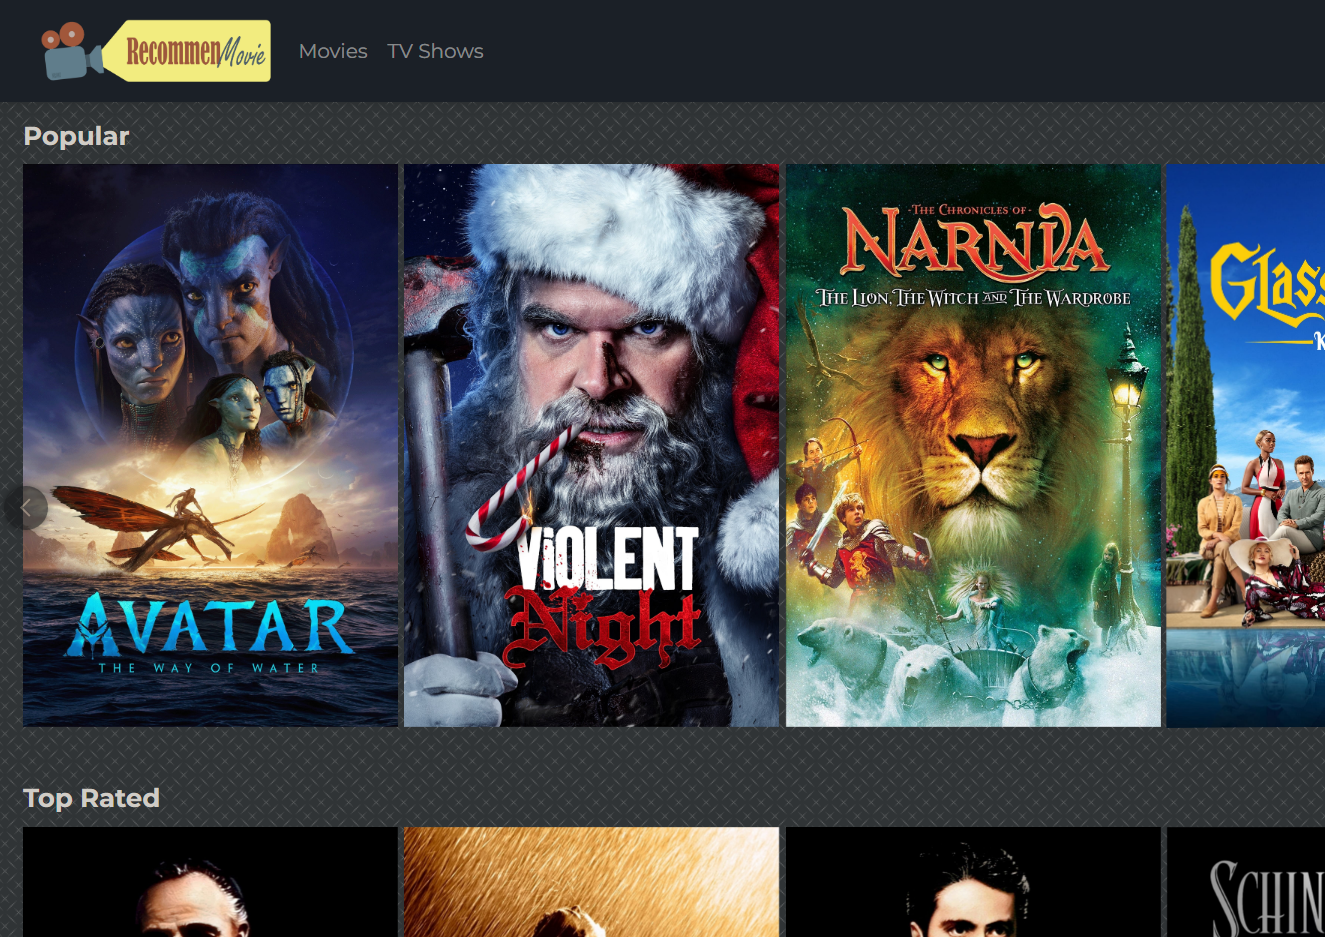 RecommenMovie
Movies TV Shows
Popular
AVATAR
THE WAY OF WATER
ViOLENT
Night
THE CHRONICLES OF
NARNIA
THE LION, THE WITCH AND THE WARDROBE
GLASS
K
Top Rated
SCHIN